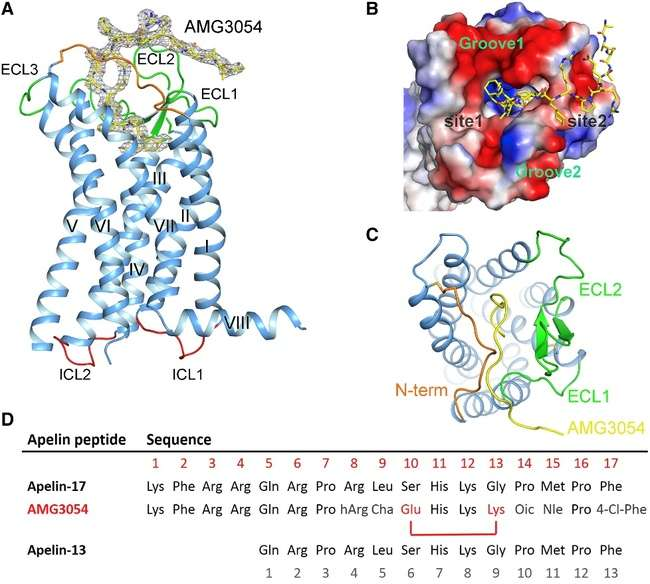 A
AMG3054
ECL3
ECL2
ECL1
III
II
V
VI
VII
I
IV
VIII
ICL2
ICL1
B
Groove1
site1
site2
Groove2
C
ECL2
N-term
ECL1
AMG3054
D
Apelin peptide Sequence
1 2 3 4 5 6 7 8 9 10 11 12 13 14 15 16 17
Apelin-17 Lys Phe Arg Arg Gln Arg Pro Arg Leu Ser His Lys Gly Pro Met Pro Phe
AMG3054 Lys Phe Arg Arg Gln Arg Pro hArg Cha Glu His Lys Lys Oic Nle Pro 4-Cl-Phe
Apelin-13 Gln Arg Pro Arg Leu Ser His Lys Gly Pro Met Pro Phe
1 2 3 4 5 6 7 8 9 10 11 12 13